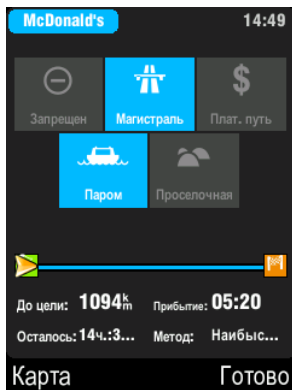 McDonald's 14:49
$
Запрещен Магистраль Плат. путь
Паром Проселочная
До цели: 1094km Прибытие: 05:20
Осталось: 14ч.:3... Метод: Наибыс...
Карта Готово